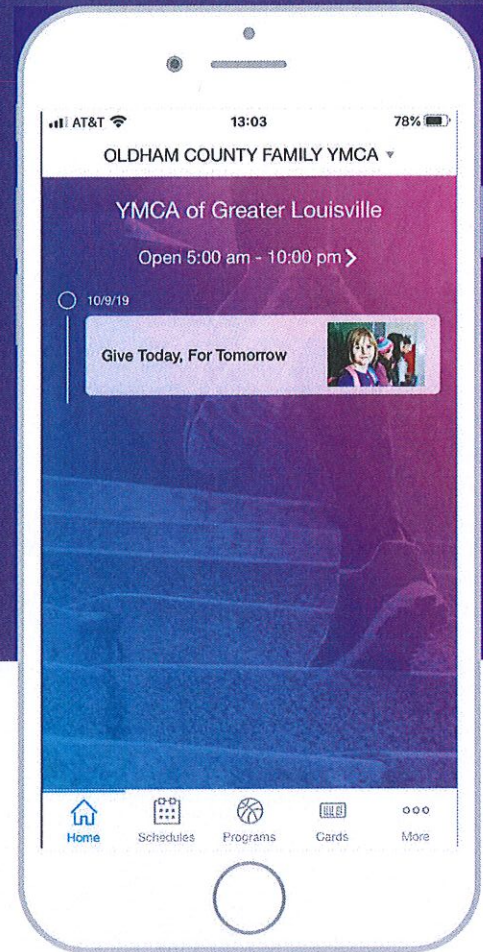 AT&T 13:03 78%
OLDHAM COUNTY FAMILY YMCA
YMCA of Greater Louisville
Open 5:00 am - 10:00 pm >
10/9/19
Give Today, For Tomorrow
Home Schedules Programs Cards More